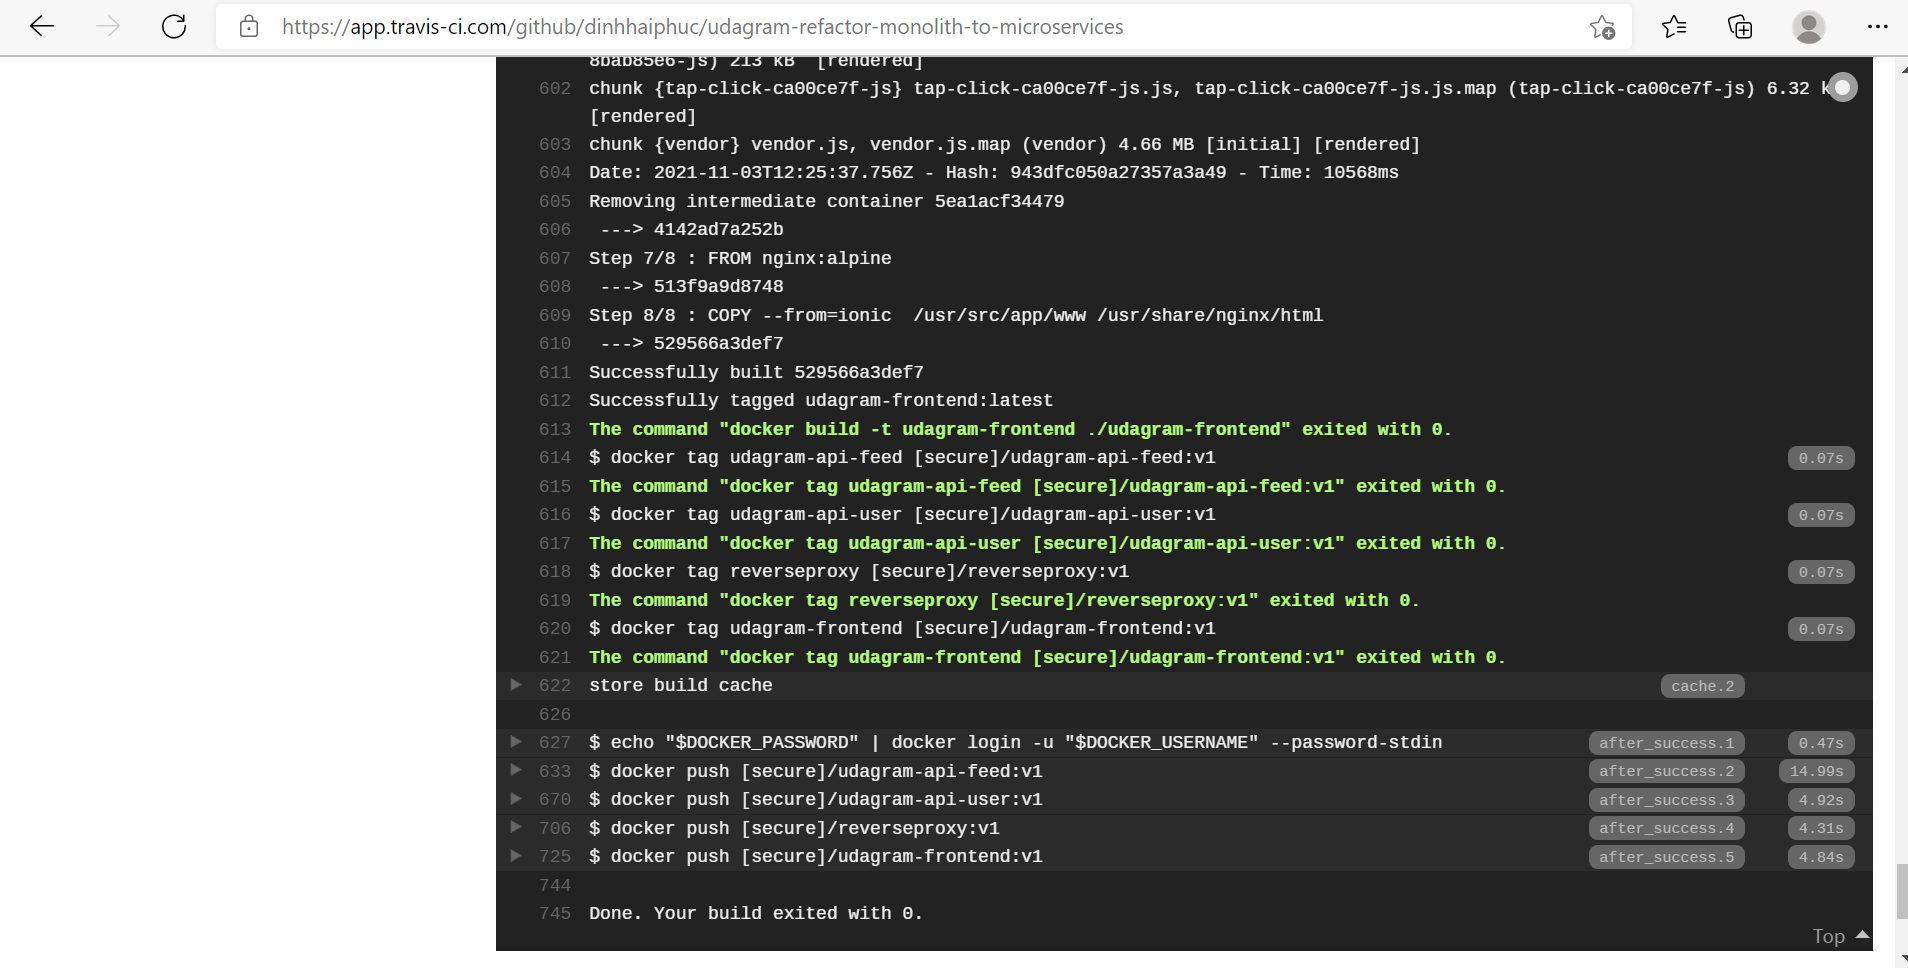 https://app.travis-ci.com/github/dinhhaiphuc/udagram-refactor-monolith-to-microservices
8bab85e6-js) 213 kB  [rendered]
602 chunk {tap-click-ca00ce7f-js} tap-click-ca00ce7f-js.js, tap-click-ca00ce7f-js.js.map (tap-click-ca00ce7f-js) 6.32 k
[rendered]
603 chunk {vendor} vendor.js, vendor.js.map (vendor) 4.66 MB [initial] [rendered]
604 Date: 2021-11-03T12:25:37.756Z - Hash: 943dfc050a27357a3a49 - Time: 10568ms
605 Removing intermediate container 5ea1acf34479
606  ---> 4142ad7a252b
607 Step 7/8 : FROM nginx:alpine
608  ---> 513f9a9d8748
609 Step 8/8 : COPY --from=ionic  /usr/src/app/www /usr/share/nginx/html
610  ---> 529566a3def7
611 Successfully built 529566a3def7
612 Successfully tagged udagram-frontend:latest
613 The command "docker build -t udagram-frontend ./udagram-frontend" exited with 0.
614 $ docker tag udagram-api-feed [secure]/udagram-api-feed:v1 0.07s
615 The command "docker tag udagram-api-feed [secure]/udagram-api-feed:v1" exited with 0.
616 $ docker tag udagram-api-user [secure]/udagram-api-user:v1 0.07s
617 The command "docker tag udagram-api-user [secure]/udagram-api-user:v1" exited with 0.
618 $ docker tag reverseproxy [secure]/reverseproxy:v1 0.07s
619 The command "docker tag reverseproxy [secure]/reverseproxy:v1" exited with 0.
620 $ docker tag udagram-frontend [secure]/udagram-frontend:v1 0.07s
621 The command "docker tag udagram-frontend [secure]/udagram-frontend:v1" exited with 0.
622 store build cache cache.2
626
627 $ echo "$DOCKER_PASSWORD" | docker login -u "$DOCKER_USERNAME" --password-stdin after_success.1 0.47s
633 $ docker push [secure]/udagram-api-feed:v1 after_success.2 14.99s
670 $ docker push [secure]/udagram-api-user:v1 after_success.3 4.92s
706 $ docker push [secure]/reverseproxy:v1 after_success.4 4.31s
725 $ docker push [secure]/udagram-frontend:v1 after_success.5 4.84s
744
745 Done. Your build exited with 0.
Top